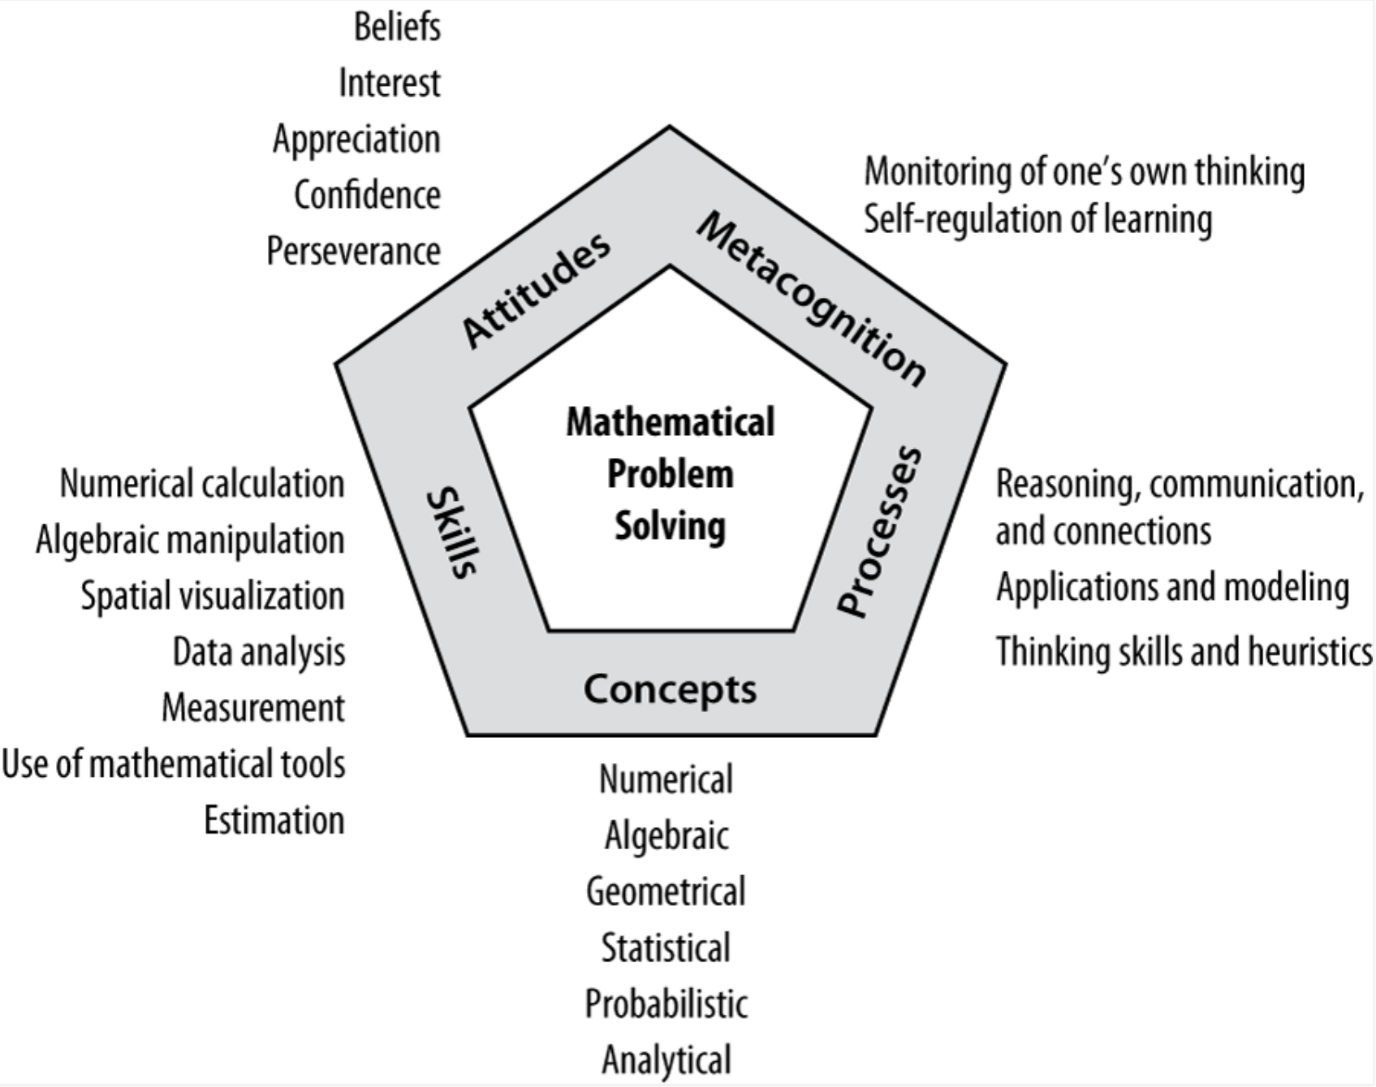 Beliefs
Interest
Appreciation
Confidence
Perseverance
Monitoring of one's own thinking
Self-regulation of learning
Attitudes
Metacognition
Mathematical
Problem
Solving
Skills
Processes
Concepts
Numerical calculation
Algebraic manipulation
Spatial visualization
Data analysis
Measurement
Use of mathematical tools
Estimation
Reasoning, communication,
and connections
Applications and modeling
Thinking skills and heuristics
Numerical
Algebraic
Geometrical
Statistical
Probabilistic
Analytical